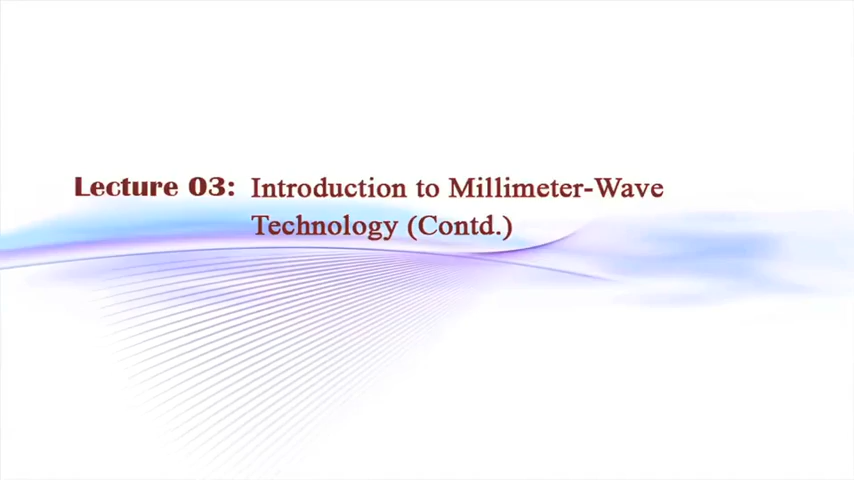 Lecture 03: Introduction to Millimeter-Wave
Technology (Contd.)